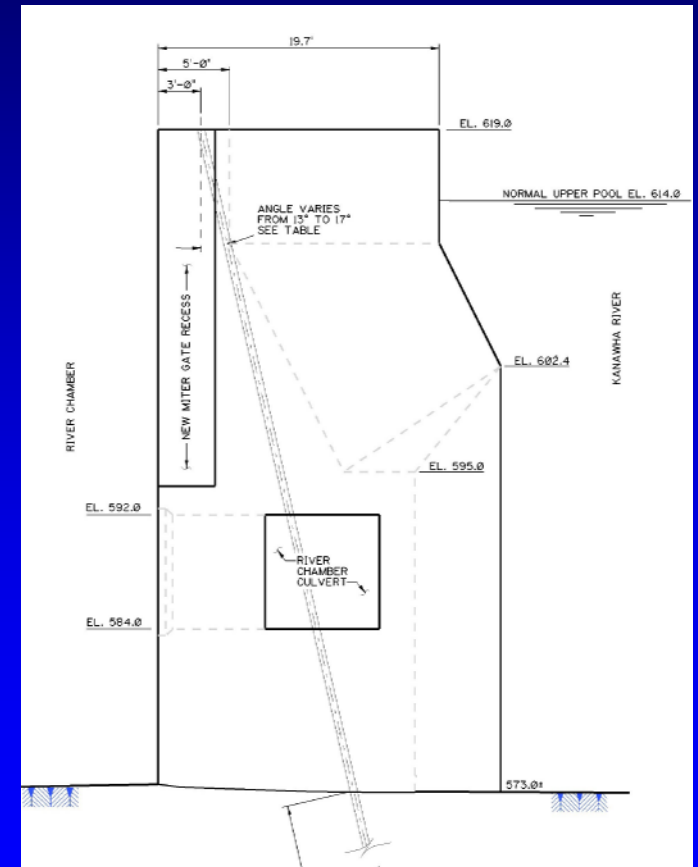 19.7'
5'-0"
3'-0"
EL. 619.0
NORMAL UPPER POOL EL. 614.0
ANGLE VARIES
FROM 13° TO 17°
SEE TABLE
NEW MITER GATE RECESS
RIVER CHAMBER
KANAWHA RIVER
EL. 602.4
EL. 595.0
EL. 592.0
RIVER
CHAMBER
CULVERT
EL. 584.0
573.0±